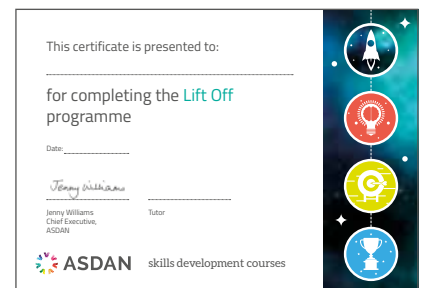 This certificate is presented to:
for completing the Lift Off
programme
Date:
Jenny Williams
Jenny Williams
Chief Executive,
ASDAN
Tutor
ASDAN
skills development courses